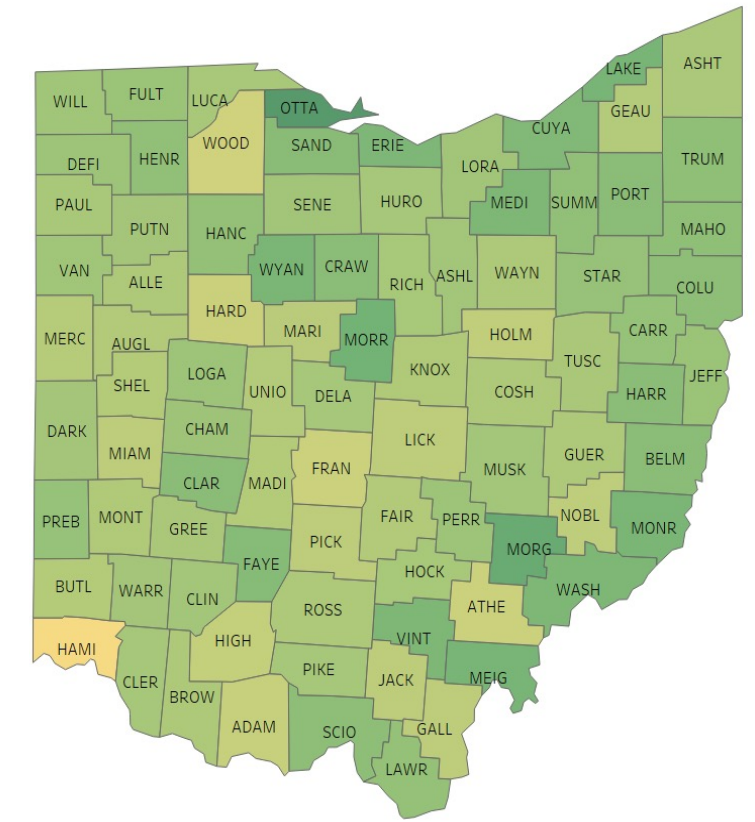 LAKE
ASHT
WILL
FULT
LUCA
OTTA
GEAU
WOOD
SAND
ERIE
CUYA
DEFI
HENR
LORA
TRUM
PAUL
SENE
HURO
MEDI
SUMM
PORT
PUTN
HANC
MAHO
VAN
ALLE
WYAN
CRAW
RICH
ASHL
WAYN
STAR
COLU
MERC
HARD
MARI
MORR
HOLM
CARR
AUGL
TUSC
SHEL
LOGA
UNIO
DELA
KNOX
COSH
HARR
JEFF
DARK
CHAM
LICK
MIAM
FRAN
MUSK
GUER
BELM
CLAR
MADI
PREB
MONT
GREE
FAIR
PERR
NOBL
MONR
PICK
MORG
FAYE
HOCK
BUTL
WARR
CLIN
ROSS
ATHE
WASH
HAMI
HIGH
VINT
CLER
BROW
PIKE
JACK
MEIG
ADAM
SCIO
GALL
LAWR